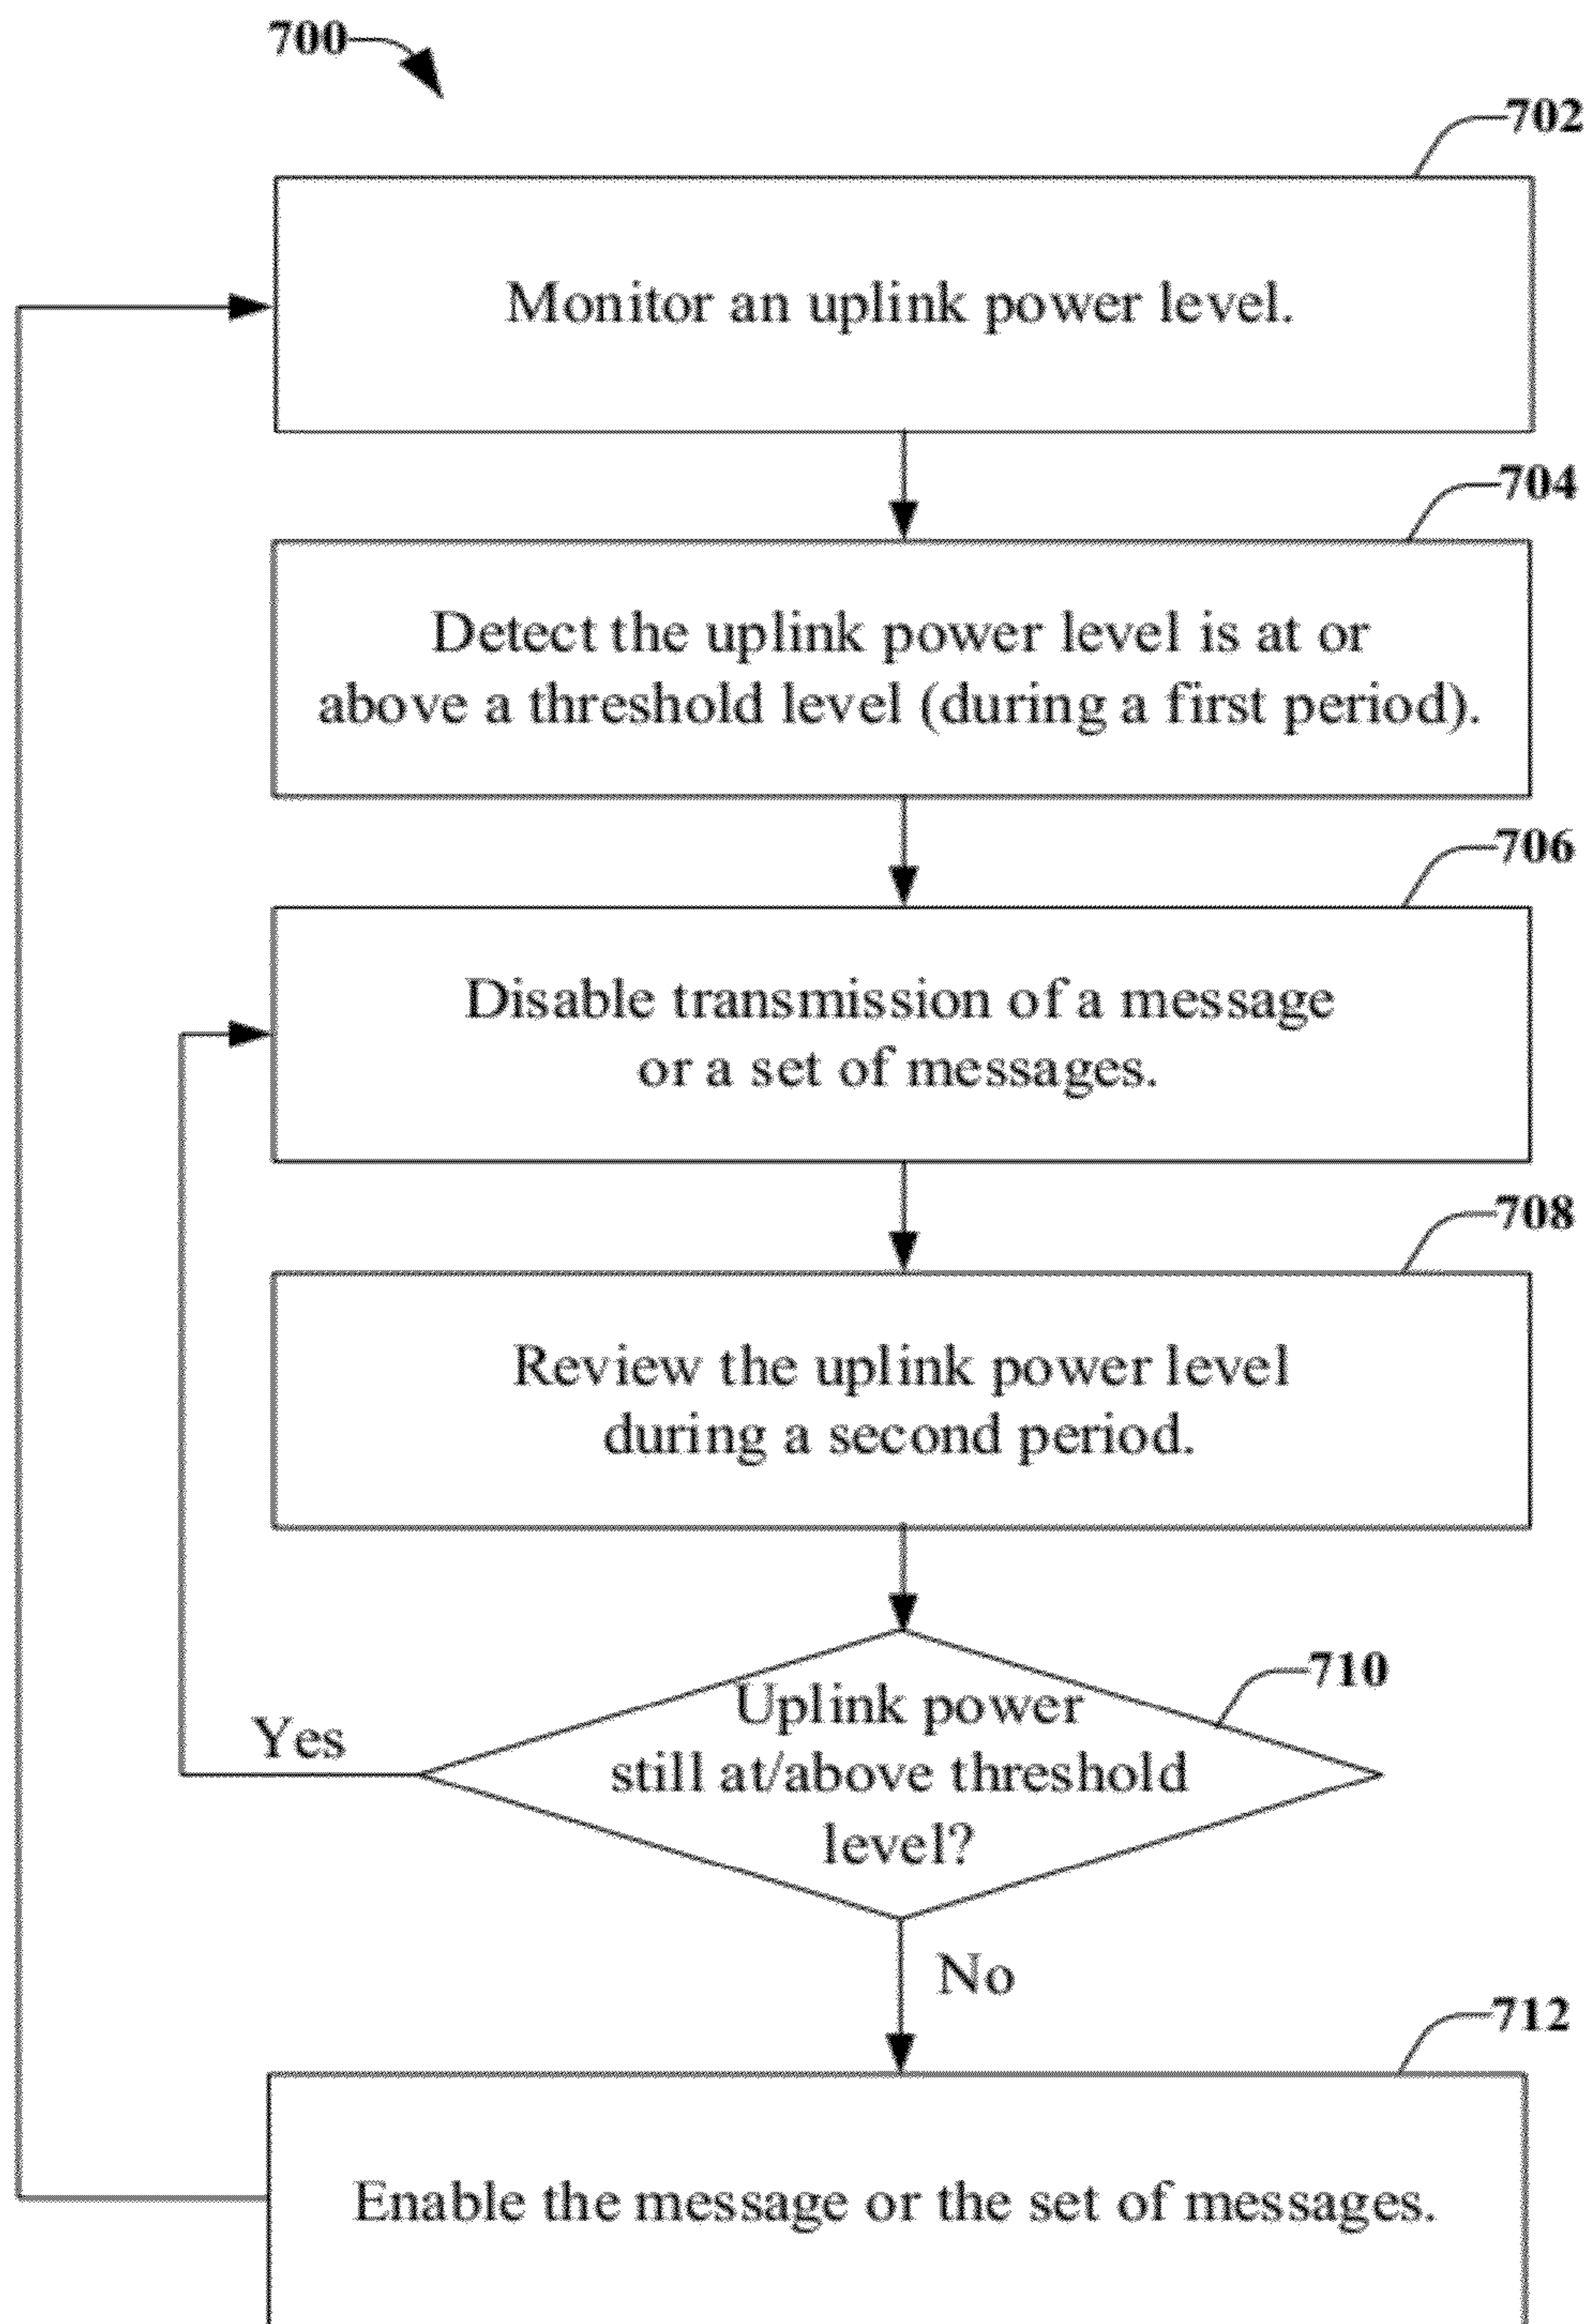 700
702
Monitor an uplink power level.
704
Detect the uplink power level is at or
above a threshold level (during a first period).
706
Disable transmission of a message
or a set of messages.
708
Review the uplink power level
during a second period.
710
Uplink power
still at/above threshold
level?
Yes
No
712
Enable the message or the set of messages.